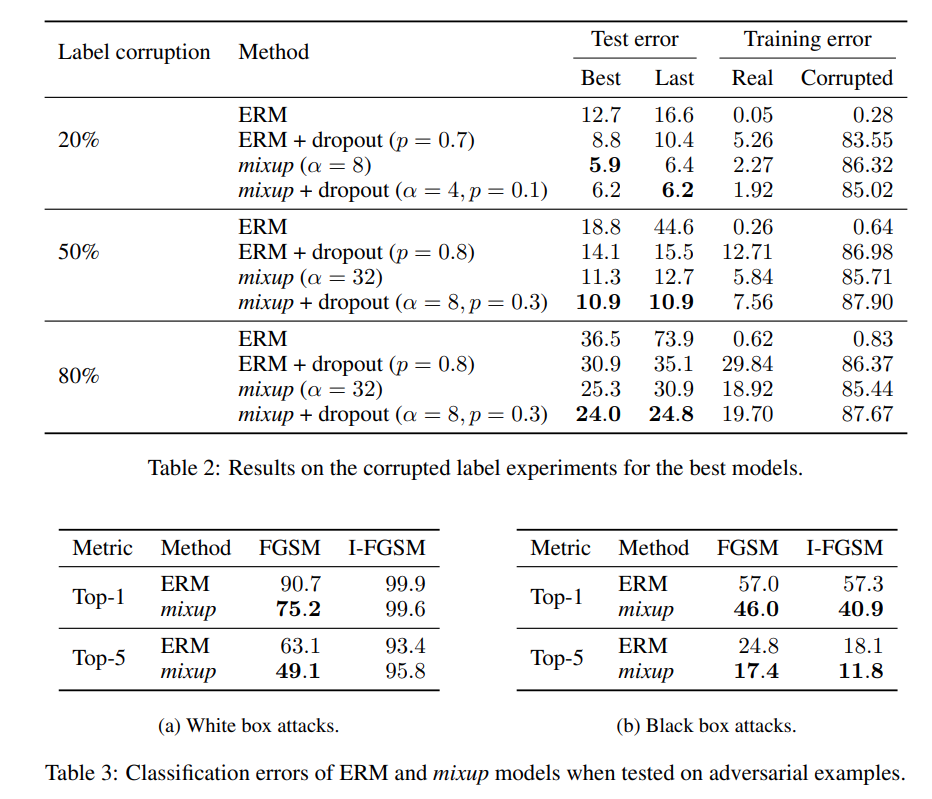 Label corruption Method Test error Training error
Best Last Real Corrupted
20% ERM 12.7 16.6 0.05 0.28
ERM + dropout (p = 0.7) 8.8 10.4 5.26 83.55
mixup (α = 8) 5.9 6.4 2.27 86.32
mixup + dropout (α = 4, p = 0.1) 6.2 6.2 1.92 85.02
50% ERM 18.8 44.6 0.26 0.64
ERM + dropout (p = 0.8) 14.1 15.5 12.71 86.98
mixup (α = 32) 11.3 12.7 5.84 85.71
mixup + dropout (α = 8, p = 0.3) 10.9 10.9 7.56 87.90
80% ERM 36.5 73.9 0.62 0.83
ERM + dropout (p = 0.8) 30.9 35.1 29.84 86.37
mixup (α = 32) 25.3 30.9 18.92 85.44
mixup + dropout (α = 8, p = 0.3) 24.0 24.8 19.70 87.67
Table 2: Results on the corrupted label experiments for the best models.
Metric Method FGSM I-FGSM
Top-1 ERM 90.7 99.9
mixup 75.2 99.6
Top-5 ERM 63.1 93.4
mixup 49.1 95.8
(a) White box attacks.
Metric Method FGSM I-FGSM
Top-1 ERM 57.0 57.3
mixup 46.0 40.9
Top-5 ERM 24.8 18.1
mixup 17.4 11.8
(b) Black box attacks.
Table 3: Classification errors of ERM and mixup models when tested on adversarial examples.